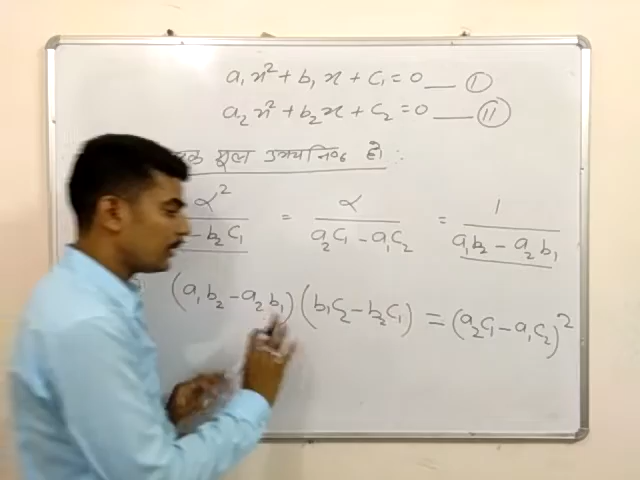 a₁x² + b₁x + c₁ = 0 — (I)
a₂x² + b₂x + c₂ = 0 — (II)
मूल उभयनिष्ठ हो :
α² / - b₂c₁ = α / a₂c₁ - a₁c₂ = 1 / a₁b₂ - a₂b₁
(a₁b₂ - a₂b₁)(b₁c₂ - b₂c₁) = (a₂c₁ - a₁c₂)²